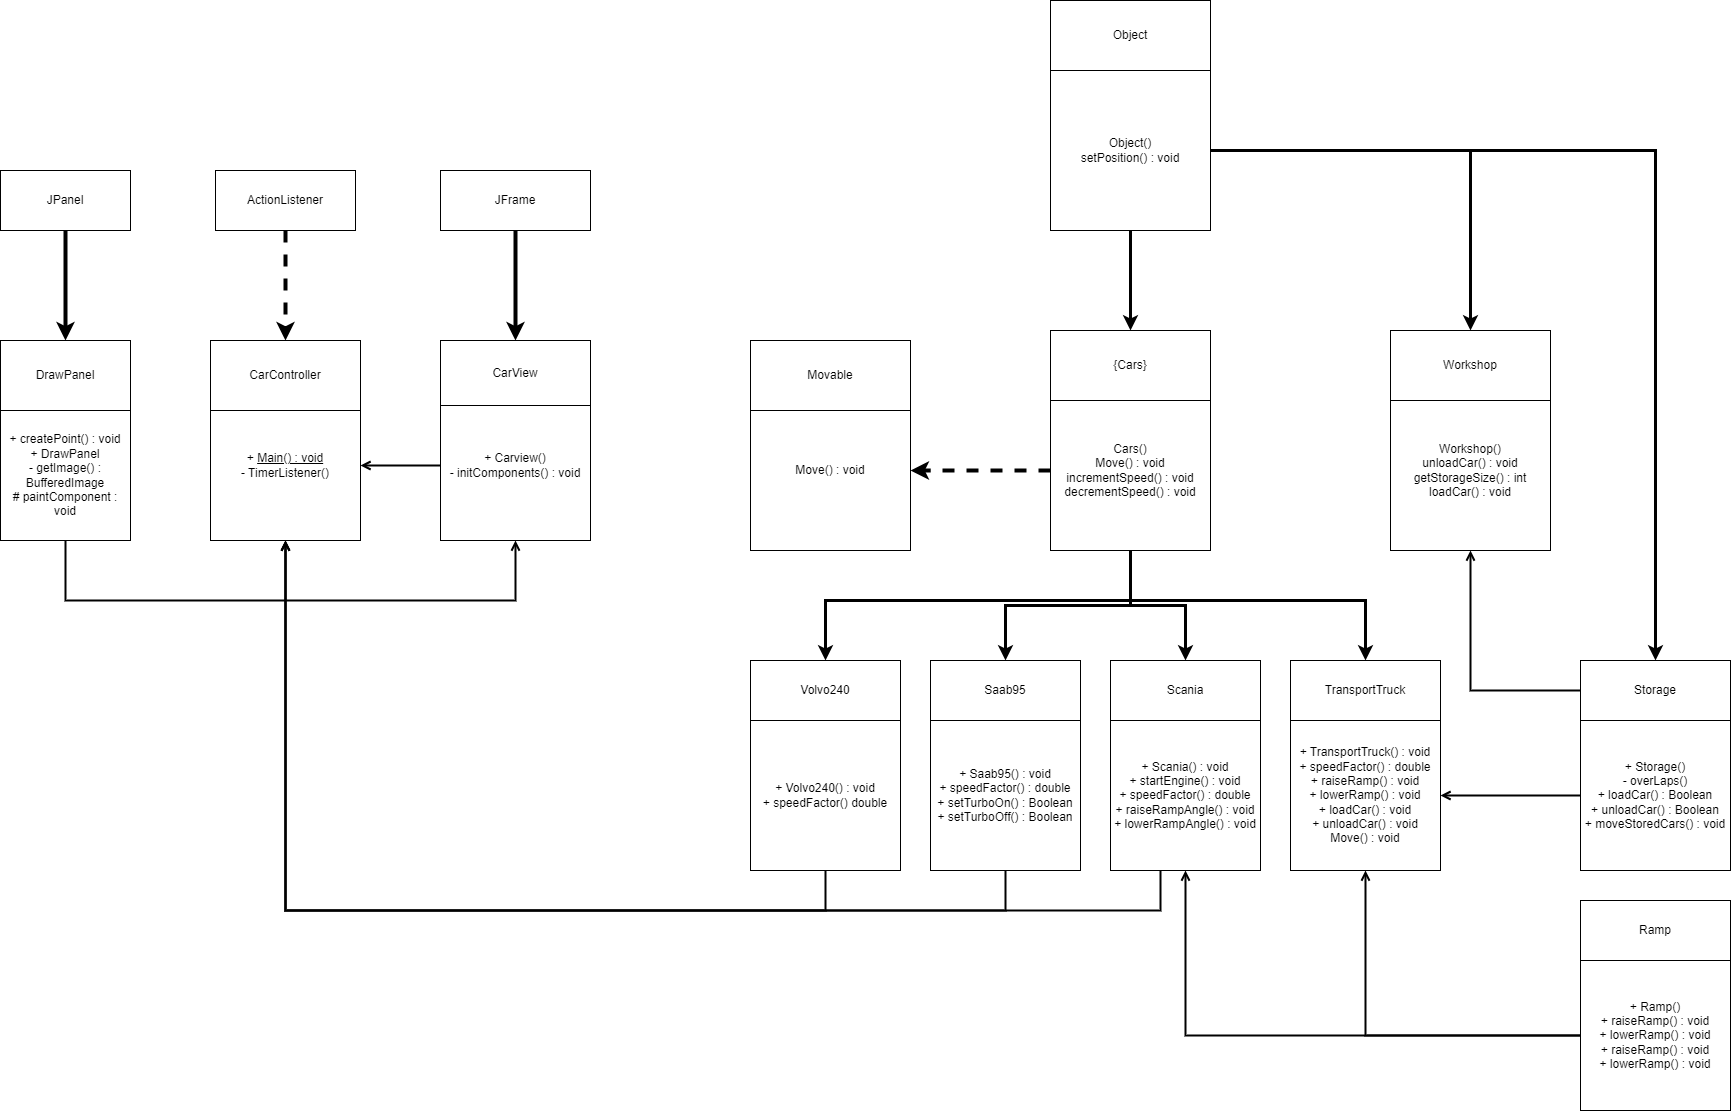 Object
Object()
setPosition() : void
JPanel
ActionListener
JFrame
DrawPanel
+ createPoint() : void
+ DrawPanel
- getImage() :
BufferedImage
# paintComponent :
void
CarController
+ Main() : void
- TimerListener()
CarView
+ Carview()
- initComponents() : void
Movable
Move() : void
{Cars}
Cars()
Move() : void
incrementSpeed() : void
decrementSpeed() : void
Workshop
Workshop()
unloadCar() : void
getStorageSize() : int
loadCar() : void
Volvo240
+ Volvo240() : void
+ speedFactor() double
Saab95
+ Saab95() : void
+ speedFactor() : double
+ setTurboOn() : Boolean
+ setTurboOff() : Boolean
Scania
+ Scania() : void
+ startEngine() : void
+ speedFactor() : double
+ raiseRampAngle() : void
+ lowerRampAngle() : void
TransportTruck
+ TransportTruck() : void
+ speedFactor() : double
+ raiseRamp() : void
+ lowerRamp() : void
+ loadCar() : void
+ unloadCar() : void
Move() : void
Storage
+ Storage()
- overLaps()
+ loadCar() : Boolean
+ unloadCar() : Boolean
+ moveStoredCars() : void
Ramp
+ Ramp()
+ raiseRamp() : void
+ lowerRamp() : void
+ raiseRamp() : void
+ lowerRamp() : void